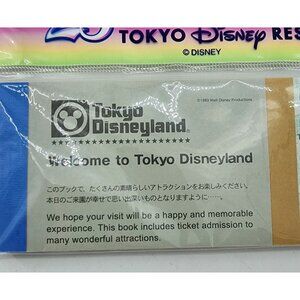 25
TOKYO DISNEY RES
© DISNEY
©1983 Walt Disney Productions
Tokyo
Disneyland®
Welcome to Tokyo Disneyland
このブックで、たくさんの素晴らしいアトラクションをお楽しみください。
本日のご来園が幸せで思い出深いものとなりますように……。
We hope your visit will be a happy and memorable
experience. This book includes ticket admission to
many wonderful attractions.